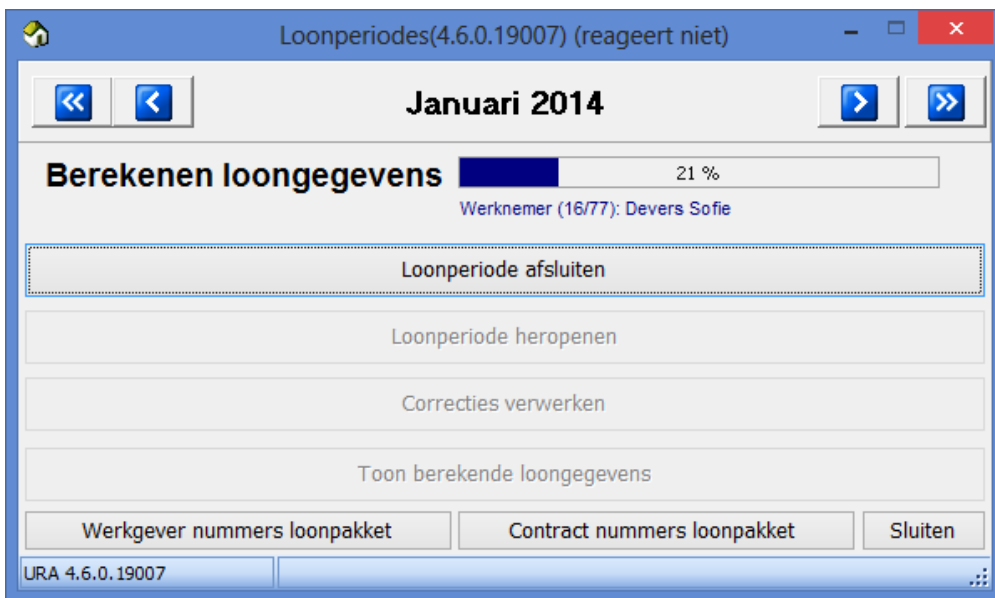 Loonperiodes(4.6.0.19007) (reageert niet)
Januari 2014
Berekenen loongegevens
21 %
Werknemer (16/77): Devers Sofie
Loonperiode afsluiten
Loonperiode heropenen
Correcties verwerken
Toon berekende loongegevens
Werkgever nummers loonpakket
Contract nummers loonpakket
Sluiten
URA 4.6.0.19007